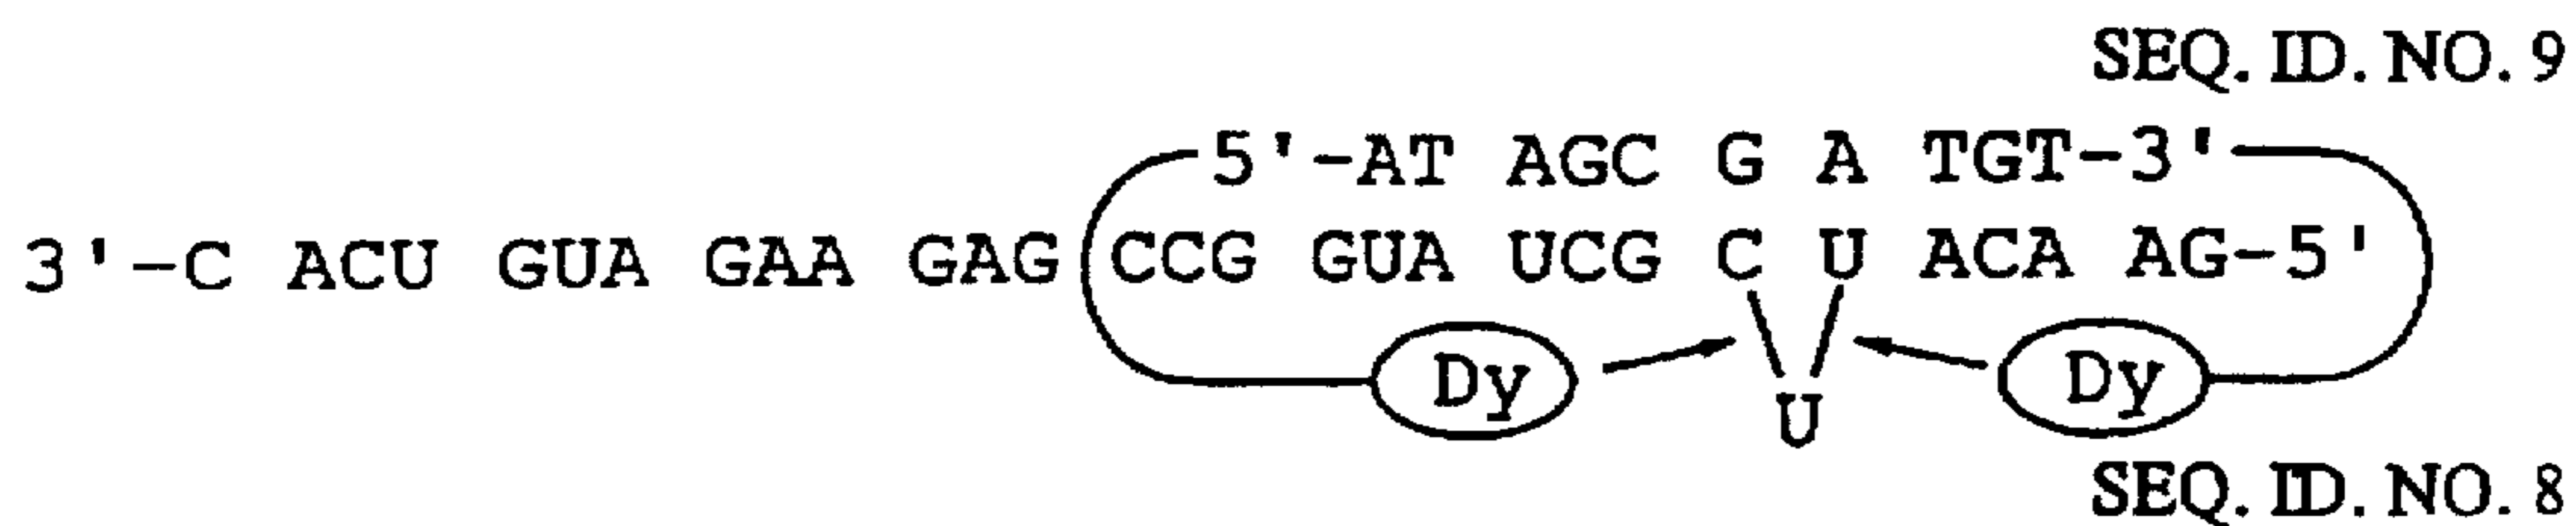 SEQ. ID. NO. 9
5'-AT AGC G A TGT-3'
3'-C ACU GUA GAA GAG CCG GUA UCG C U ACA AG-5'
Dy Dy
U
SEQ. ID. NO. 8